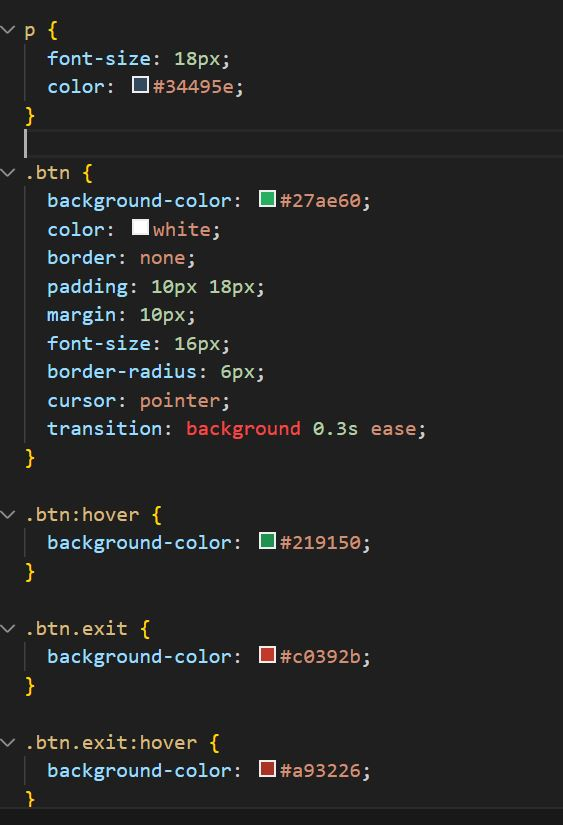 p {
  font-size: 18px;
  color: #34495e;
}

.btn {
  background-color: #27ae60;
  color: white;
  border: none;
  padding: 10px 18px;
  margin: 10px;
  font-size: 16px;
  border-radius: 6px;
  cursor: pointer;
  transition: background 0.3s ease;
}

.btn:hover {
  background-color: #219150;
}

.btn.exit {
  background-color: #c0392b;
}

.btn.exit:hover {
  background-color: #a93226;
}